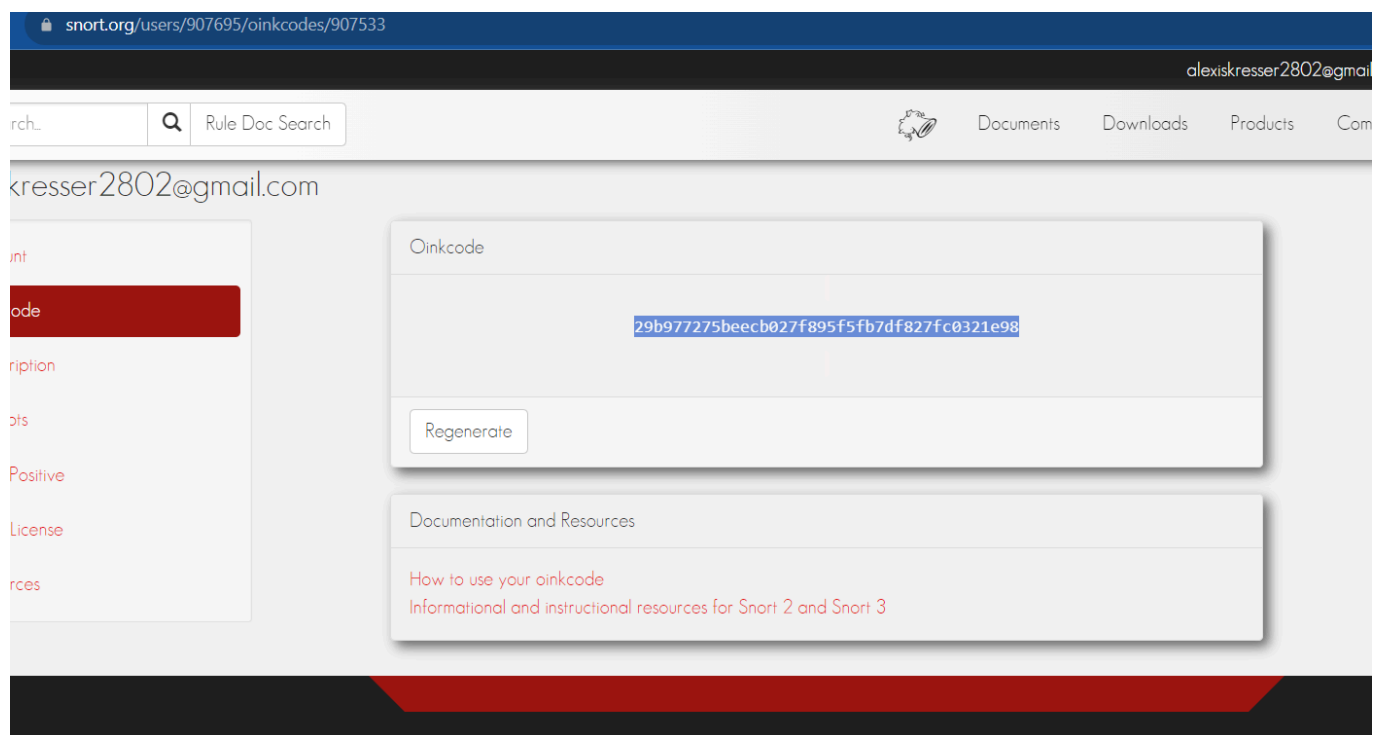 snort.org/users/907695/oinkcodes/907533
alexiskresser2802@gmail
rch... Rule Doc Search Documents Downloads Products Com
kresser2802@gmail.com
unt
ode
ription
ots
Positive
License
rces
Oinkcode
29b977275beecb027f895f5fb7df827fc0321e98
Regenerate
Documentation and Resources
How to use your oinkcode
Informational and instructional resources for Snort 2 and Snort 3